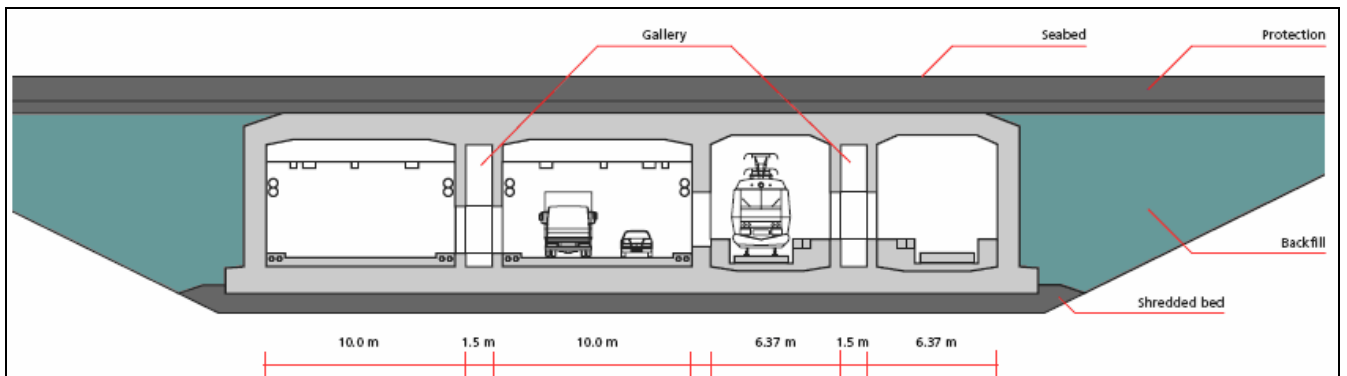 Gallery
Seabed
Protection
Backfill
Shredded bed
10.0 m
1.5 m
10.0 m
6.37 m
1.5 m
6.37 m